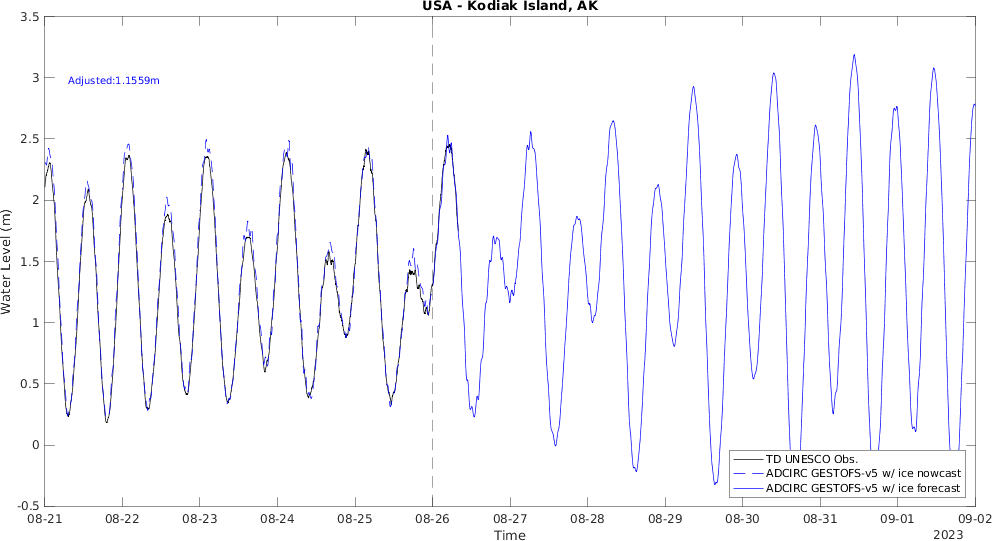 USA - Kodiak Island, AK
3.5
3
2.5
2
1.5
1
0.5
0
-0.5
Water Level (m)
Adjusted:1.1559m
TD UNESCO Obs.
ADCIRC GESTOFS-v5 w/ ice nowcast
ADCIRC GESTOFS-v5 w/ ice forecast
08-21 08-22 08-23 08-24 08-25 08-26 08-27 08-28 08-29 08-30 08-31 09-01 09-02
Time
2023